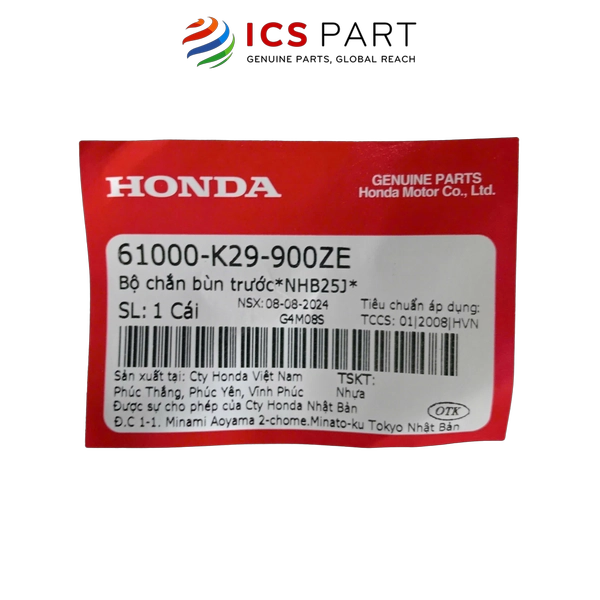 ICS PART
GENUINE PARTS, GLOBAL REACH
HONDA
GENUINE PARTS
Honda Motor Co., Ltd.
61000-K29-900ZE
Bộ chắn bùn trước*NHB25J*
SL: 1 Cái
NSX: 08-08-2024
G4M08S
Tiêu chuẩn áp dụng:
TCCS: 01|2008|HVN
Sản xuất tại: Cty Honda Việt Nam
Phúc Thắng, Phúc Yên, Vĩnh Phúc
Được sự cho phép của Cty Honda Nhật Bản
Đ.C 1-1. Minami Aoyama 2-chome.Minato-ku Tokyo Nhật Bản
TSKT:
Nhựa
OTK